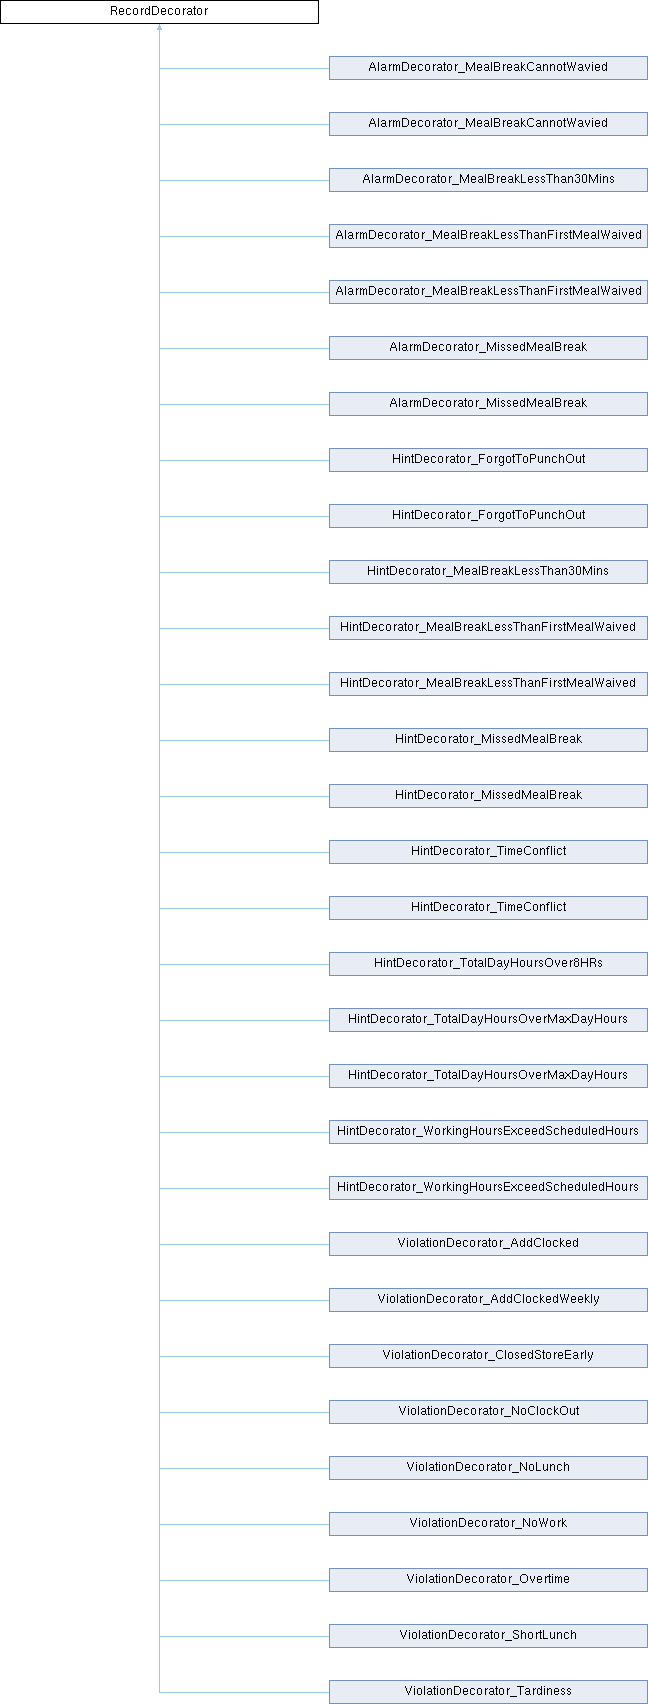 RecordDecorator
AlarmDecorator_MealBreakCannotWavied
AlarmDecorator_MealBreakCannotWavied
AlarmDecorator_MealBreakLessThan30Mins
AlarmDecorator_MealBreakLessThanFirstMealWaived
AlarmDecorator_MealBreakLessThanFirstMealWaived
AlarmDecorator_MissedMealBreak
AlarmDecorator_MissedMealBreak
HintDecorator_ForgotToPunchOut
HintDecorator_ForgotToPunchOut
HintDecorator_MealBreakLessThan30Mins
HintDecorator_MealBreakLessThanFirstMealWaived
HintDecorator_MealBreakLessThanFirstMealWaived
HintDecorator_MissedMealBreak
HintDecorator_MissedMealBreak
HintDecorator_TimeConflict
HintDecorator_TimeConflict
HintDecorator_TotalDayHoursOver8HRs
HintDecorator_TotalDayHoursOverMaxDayHours
HintDecorator_TotalDayHoursOverMaxDayHours
HintDecorator_WorkingHoursExceedScheduledHours
HintDecorator_WorkingHoursExceedScheduledHours
ViolationDecorator_AddClocked
ViolationDecorator_AddClockedWeekly
ViolationDecorator_ClosedStoreEarly
ViolationDecorator_NoClockOut
ViolationDecorator_NoLunch
ViolationDecorator_NoWork
ViolationDecorator_Overtime
ViolationDecorator_ShortLunch
ViolationDecorator_Tardiness